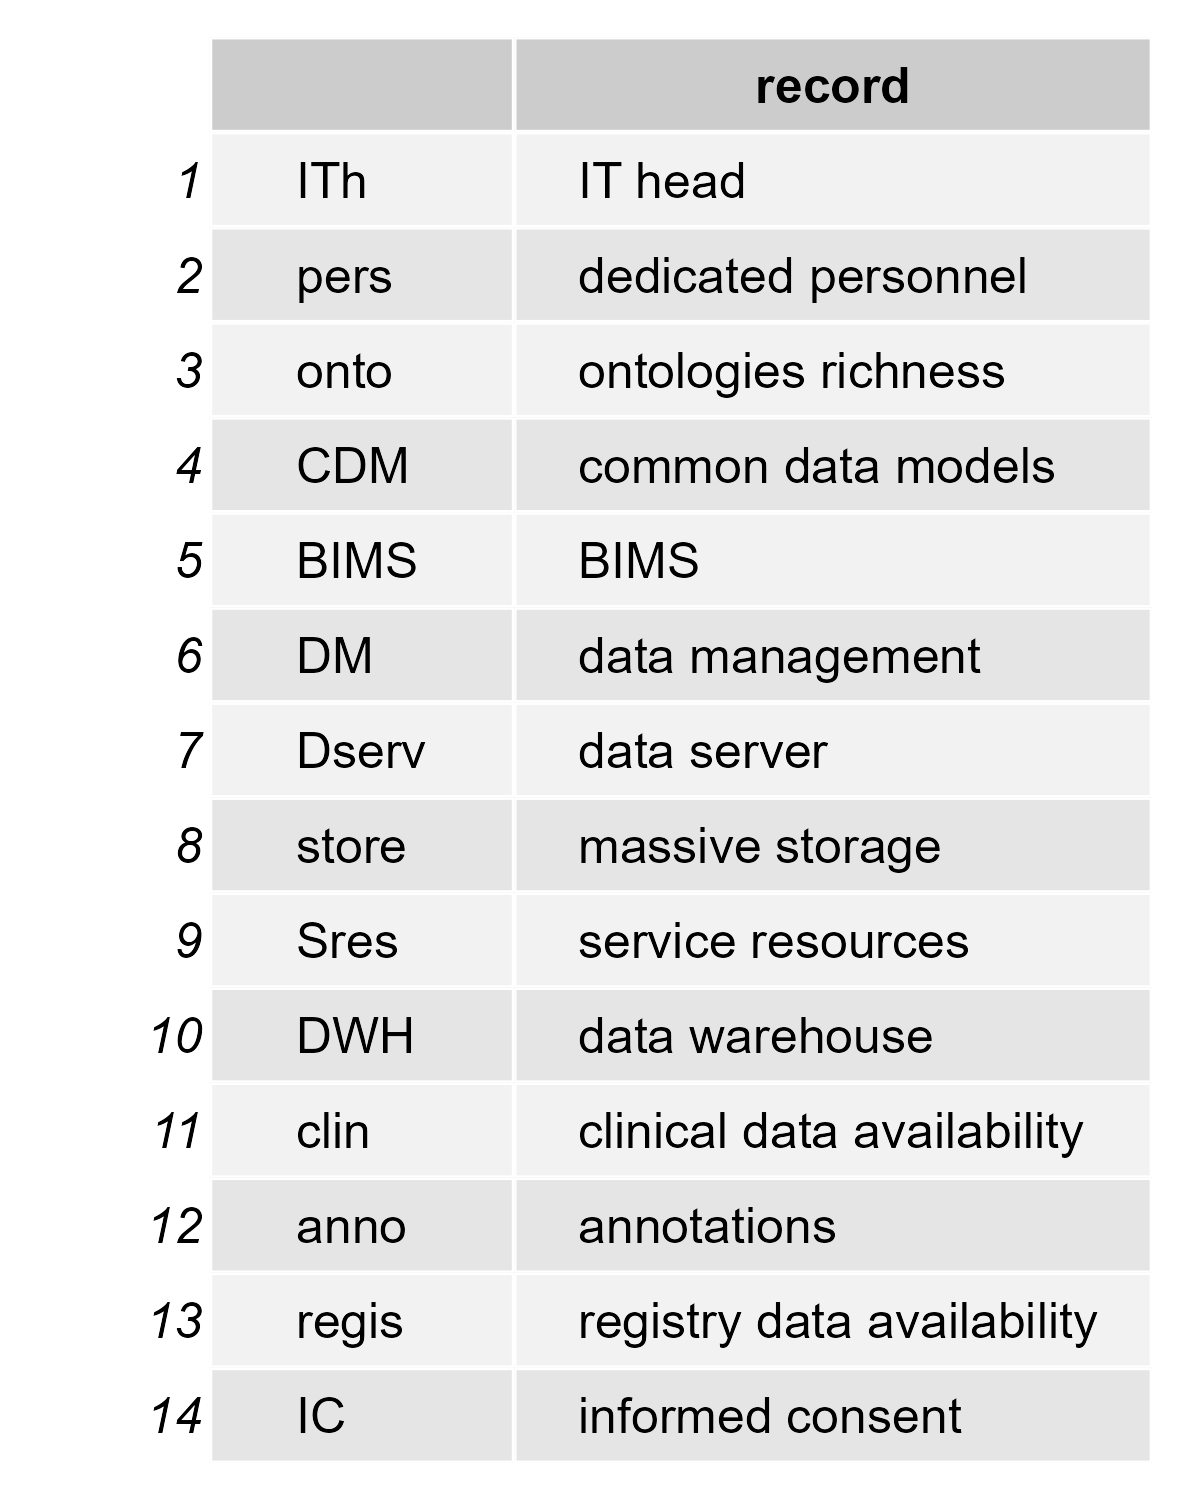 record
1 ITh IT head
2 pers dedicated personnel
3 onto ontologies richness
4 CDM common data models
5 BIMS BIMS
6 DM data management
7 Dserv data server
8 store massive storage
9 Sres service resources
10 DWH data warehouse
11 clin clinical data availability
12 anno annotations
13 regis registry data availability
14 IC informed consent